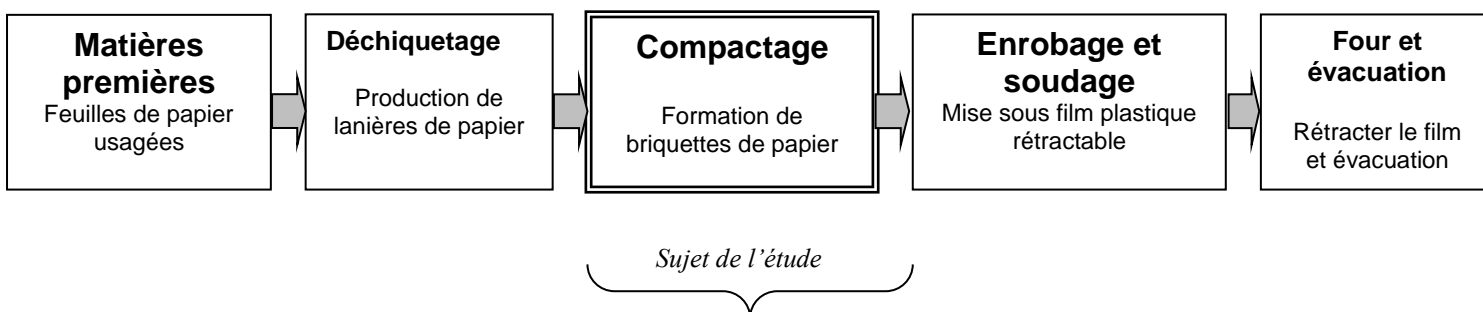 Matières
premières
Feuilles de papier
usagées
Déchiquetage
Production de
lanières de papier
Compactage
Formation de
briquettes de papier
Enrobage et
soudage
Mise sous film plastique
rétractable
Four et
évacuation
Rétracter le film
et évacuation
Sujet de l’étude